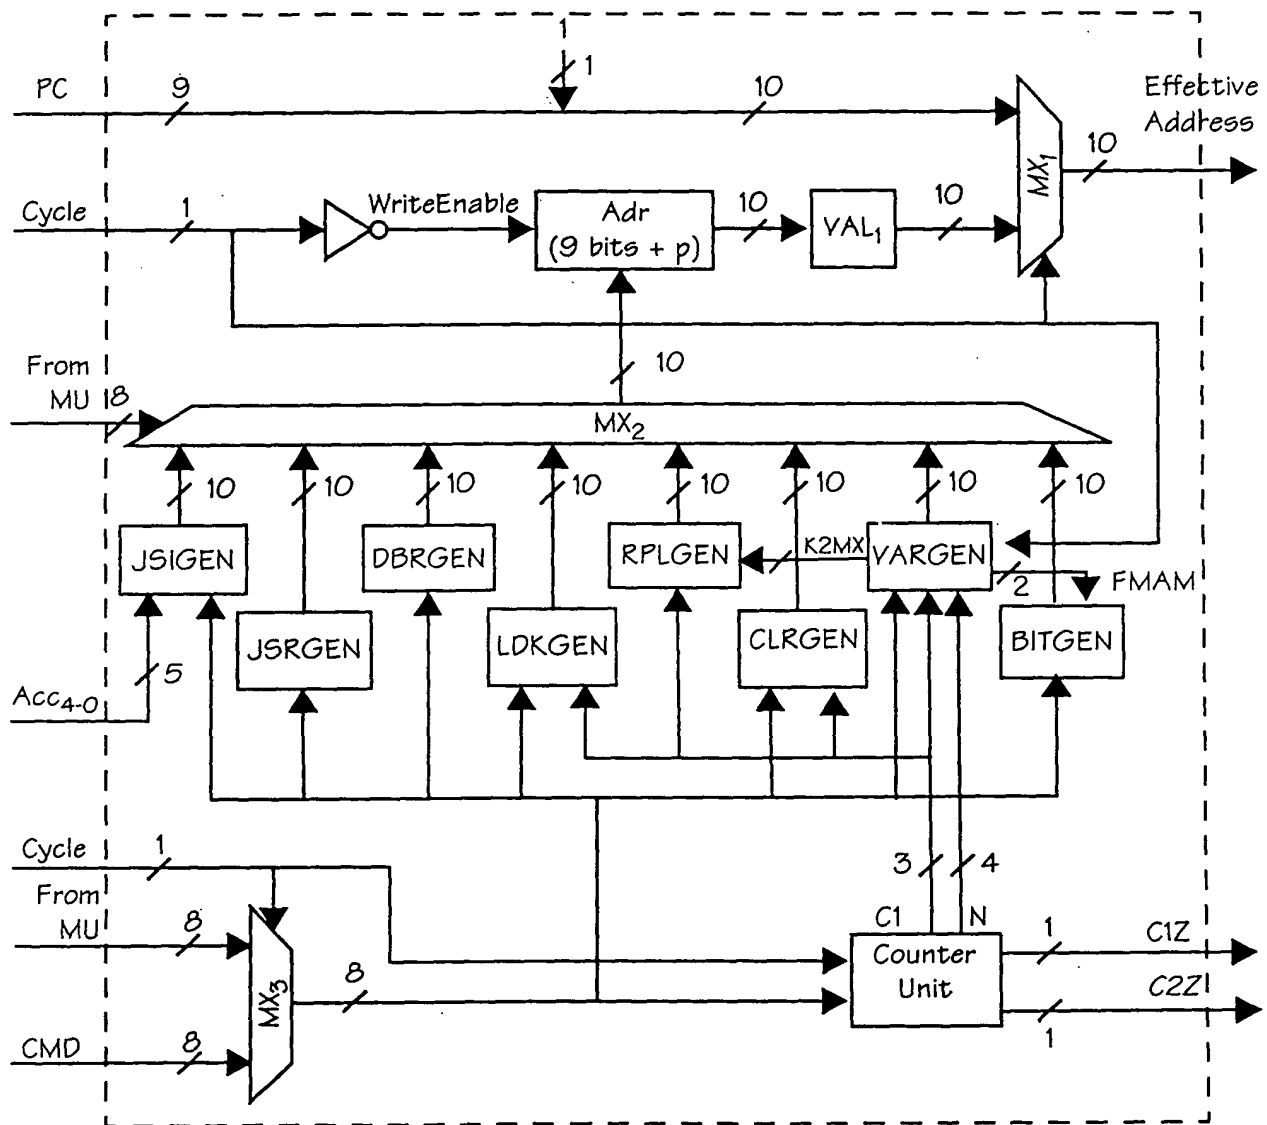 1
1
PC
9
10
Effective
Address
10
MX1
Cycle
1
WriteEnable
Adr
(9 bits + p)
10
VAL1
10
From
MU
8
10
MX2
10
10
10
10
10
10
10
10
JSIGEN
DBRGEN
RPLGEN
K2MX
VARGEN
2
FMAM
JSRGEN
LDKGEN
CLRGEN
BITGEN
5
Acc4-0
Cycle
1
3
4
From
MU
8
C1
N
1
C1Z
Counter
Unit
8
MX3
C2Z
1
CMD
8